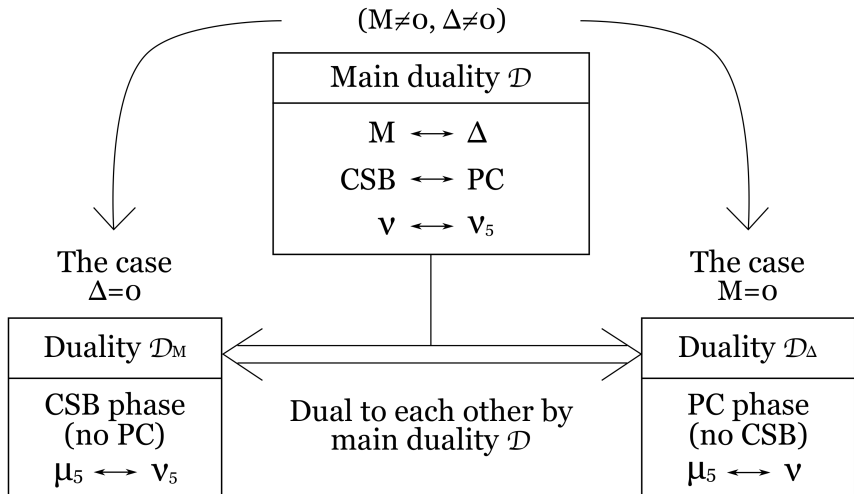 (M≠0, Δ≠0)
Main duality 𝒟
M ↔ Δ
CSB ↔ PC
ν ↔ ν₅
The case
Δ=0
The case
M=0
Duality 𝒟ᴍ
CSB phase
(no PC)
μ₅ ↔ ν₅
Dual to each other by
main duality 𝒟
Duality 𝒟Δ
PC phase
(no CSB)
μ₅ ↔ ν